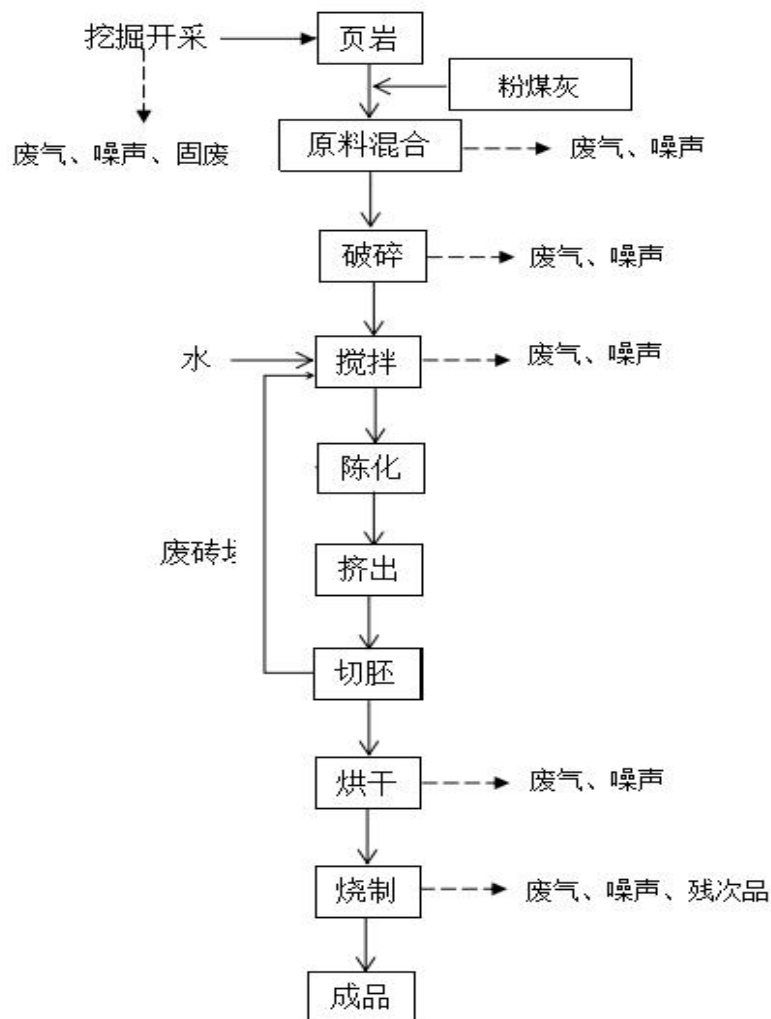 挖掘开采
页岩
粉煤灰
废气、噪声、固废
原料混合
废气、噪声
破碎
废气、噪声
水
搅拌
废气、噪声
陈化
废砖
挤出
切胚
烘干
废气、噪声
烧制
废气、噪声、残次品
成品